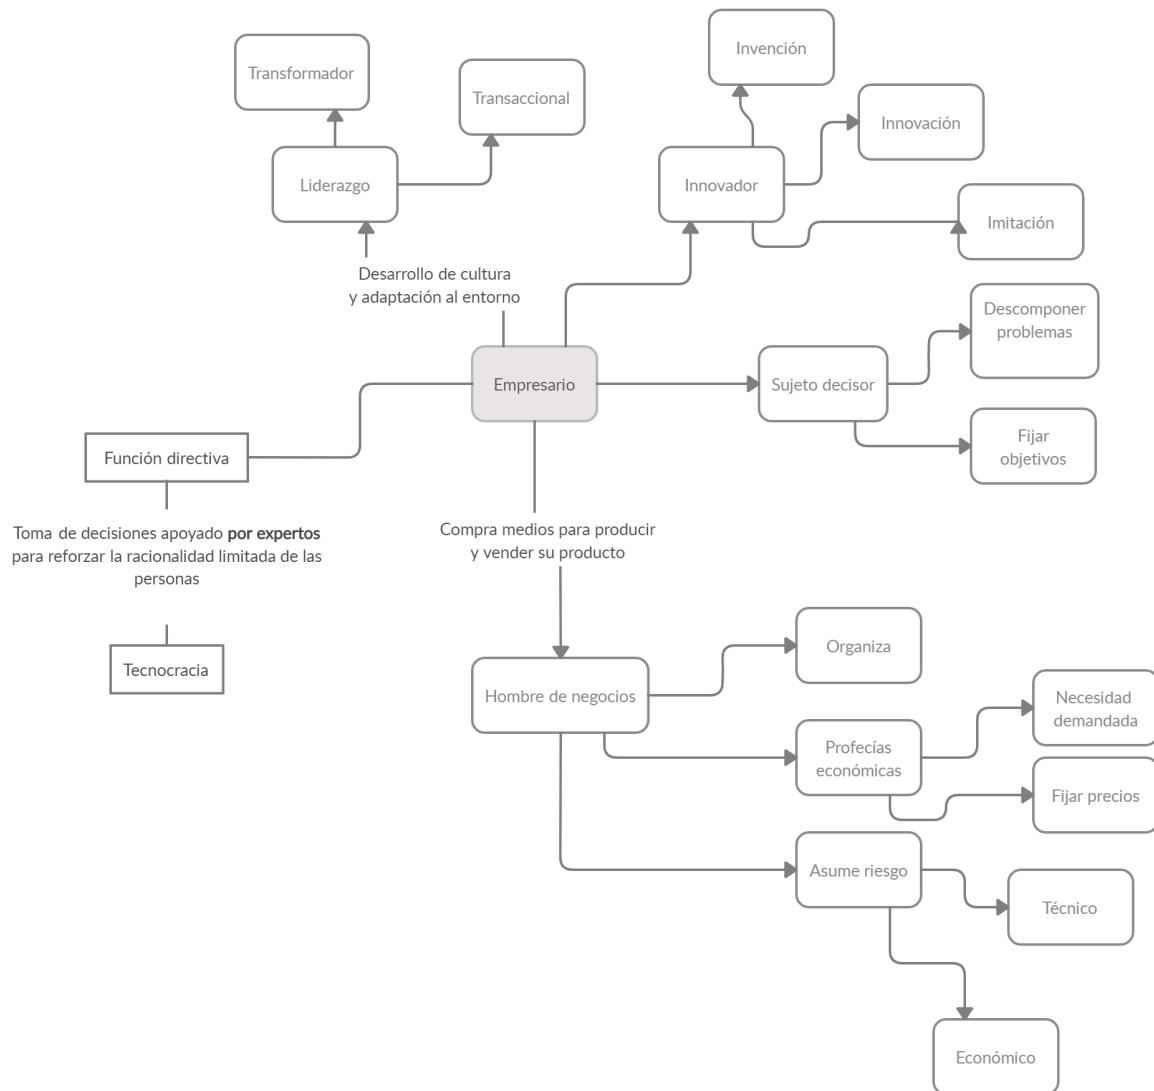 Invención
Transformador
Transaccional
Innovación
Liderazgo
Innovador
Imitación
Desarrollo de cultura
y adaptación al entorno
Descomponer
problemas
Empresario
Sujeto decisor
Fijar
objetivos
Función directiva
Toma de decisiones apoyado por expertos
para reforzar la racionalidad limitada de las
personas
Compra medios para producir
y vender su producto
Tecnocracia
Organiza
Hombre de negocios
Necesidad
demandada
Profecías
económicas
Fijar precios
Asume riesgo
Técnico
Económico